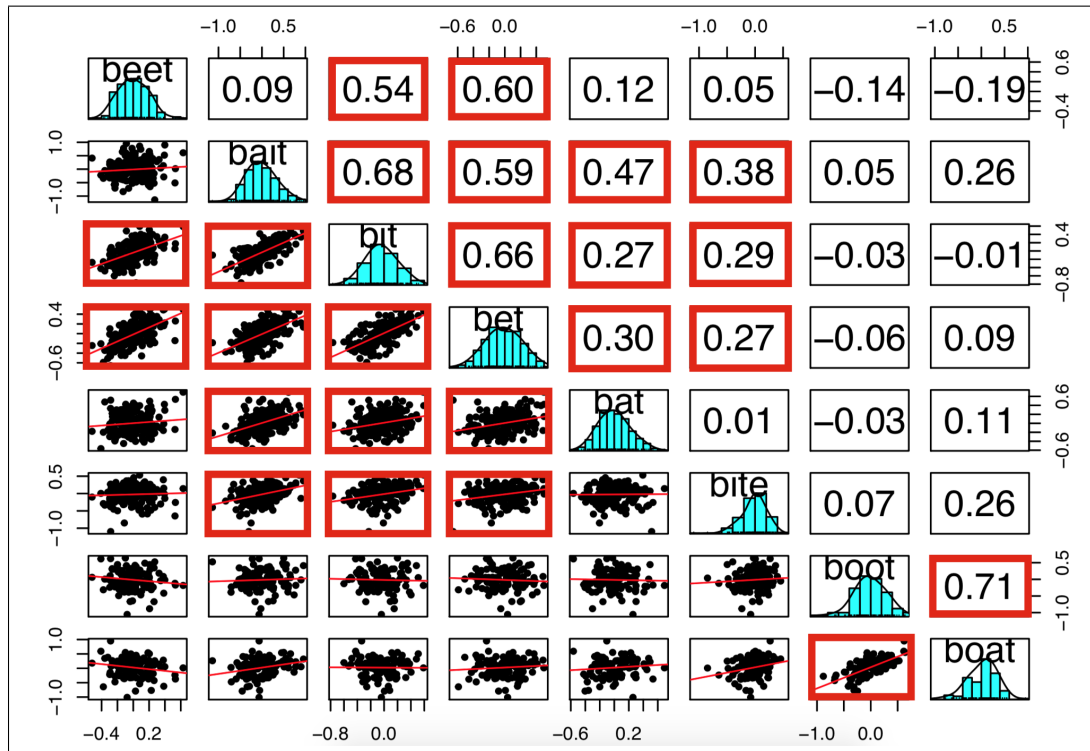 −1.0 0.5 −0.6 0.0 −1.0 0.0 −1.0 0.5
beet 0.09 0.54 0.60 0.12 0.05 −0.14 −0.19 −0.4 0.6
−1.0 1.0 bait 0.68 0.59 0.47 0.38 0.05 0.26
bit 0.66 0.27 0.29 −0.03 −0.01 −0.8 0.4
−0.6 0.4 bet 0.30 0.27 −0.06 0.09
bat 0.01 −0.03 0.11 −0.6 0.6
−1.0 0.5 bite 0.07 0.26
boot 0.71 −1.0 0.5
−1.0 1.0 boat
−0.4 0.2 −0.8 0.0 −0.6 0.2 −1.0 0.0